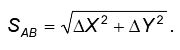 S_AB = √(ΔX² + ΔY²) .